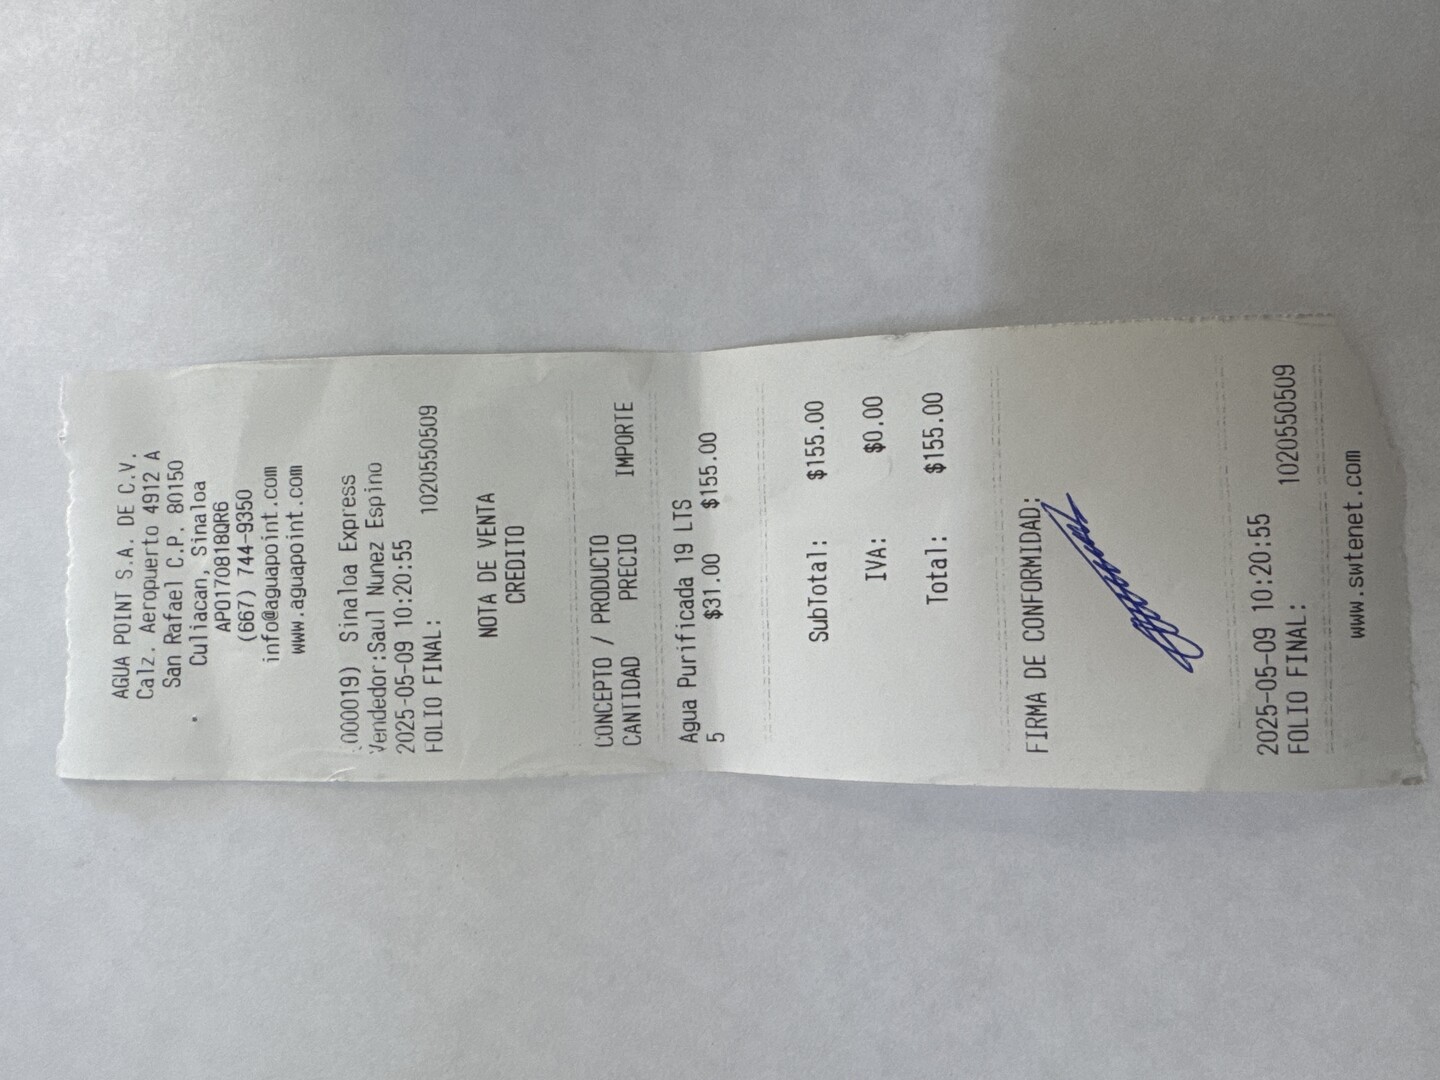 AGUA POINT S.A. DE C.V.
Calz. Aeropuerto 4912 A
San Rafael C.P. 80150
Culiacan, Sinaloa
APO170818QR6
(667) 744-9350
info@aguapoint.com
www.aguapoint.com
000019) Sinaloa Express
Vendedor:Saul Nunez Espino
2025-05-09 10:20:55
FOLIO FINAL: 1020550509
NOTA DE VENTA
CREDITO
CONCEPTO / PRODUCTO
CANTIDAD PRECIO IMPORTE
Agua Purificada 19 LTS
5 $31.00 $155.00
SubTotal: $155.00
IVA: $0.00
Total: $155.00
FIRMA DE CONFORMIDAD:
2025-05-09 10:20:55
FOLIO FINAL: 1020550509
www.swtenet.com